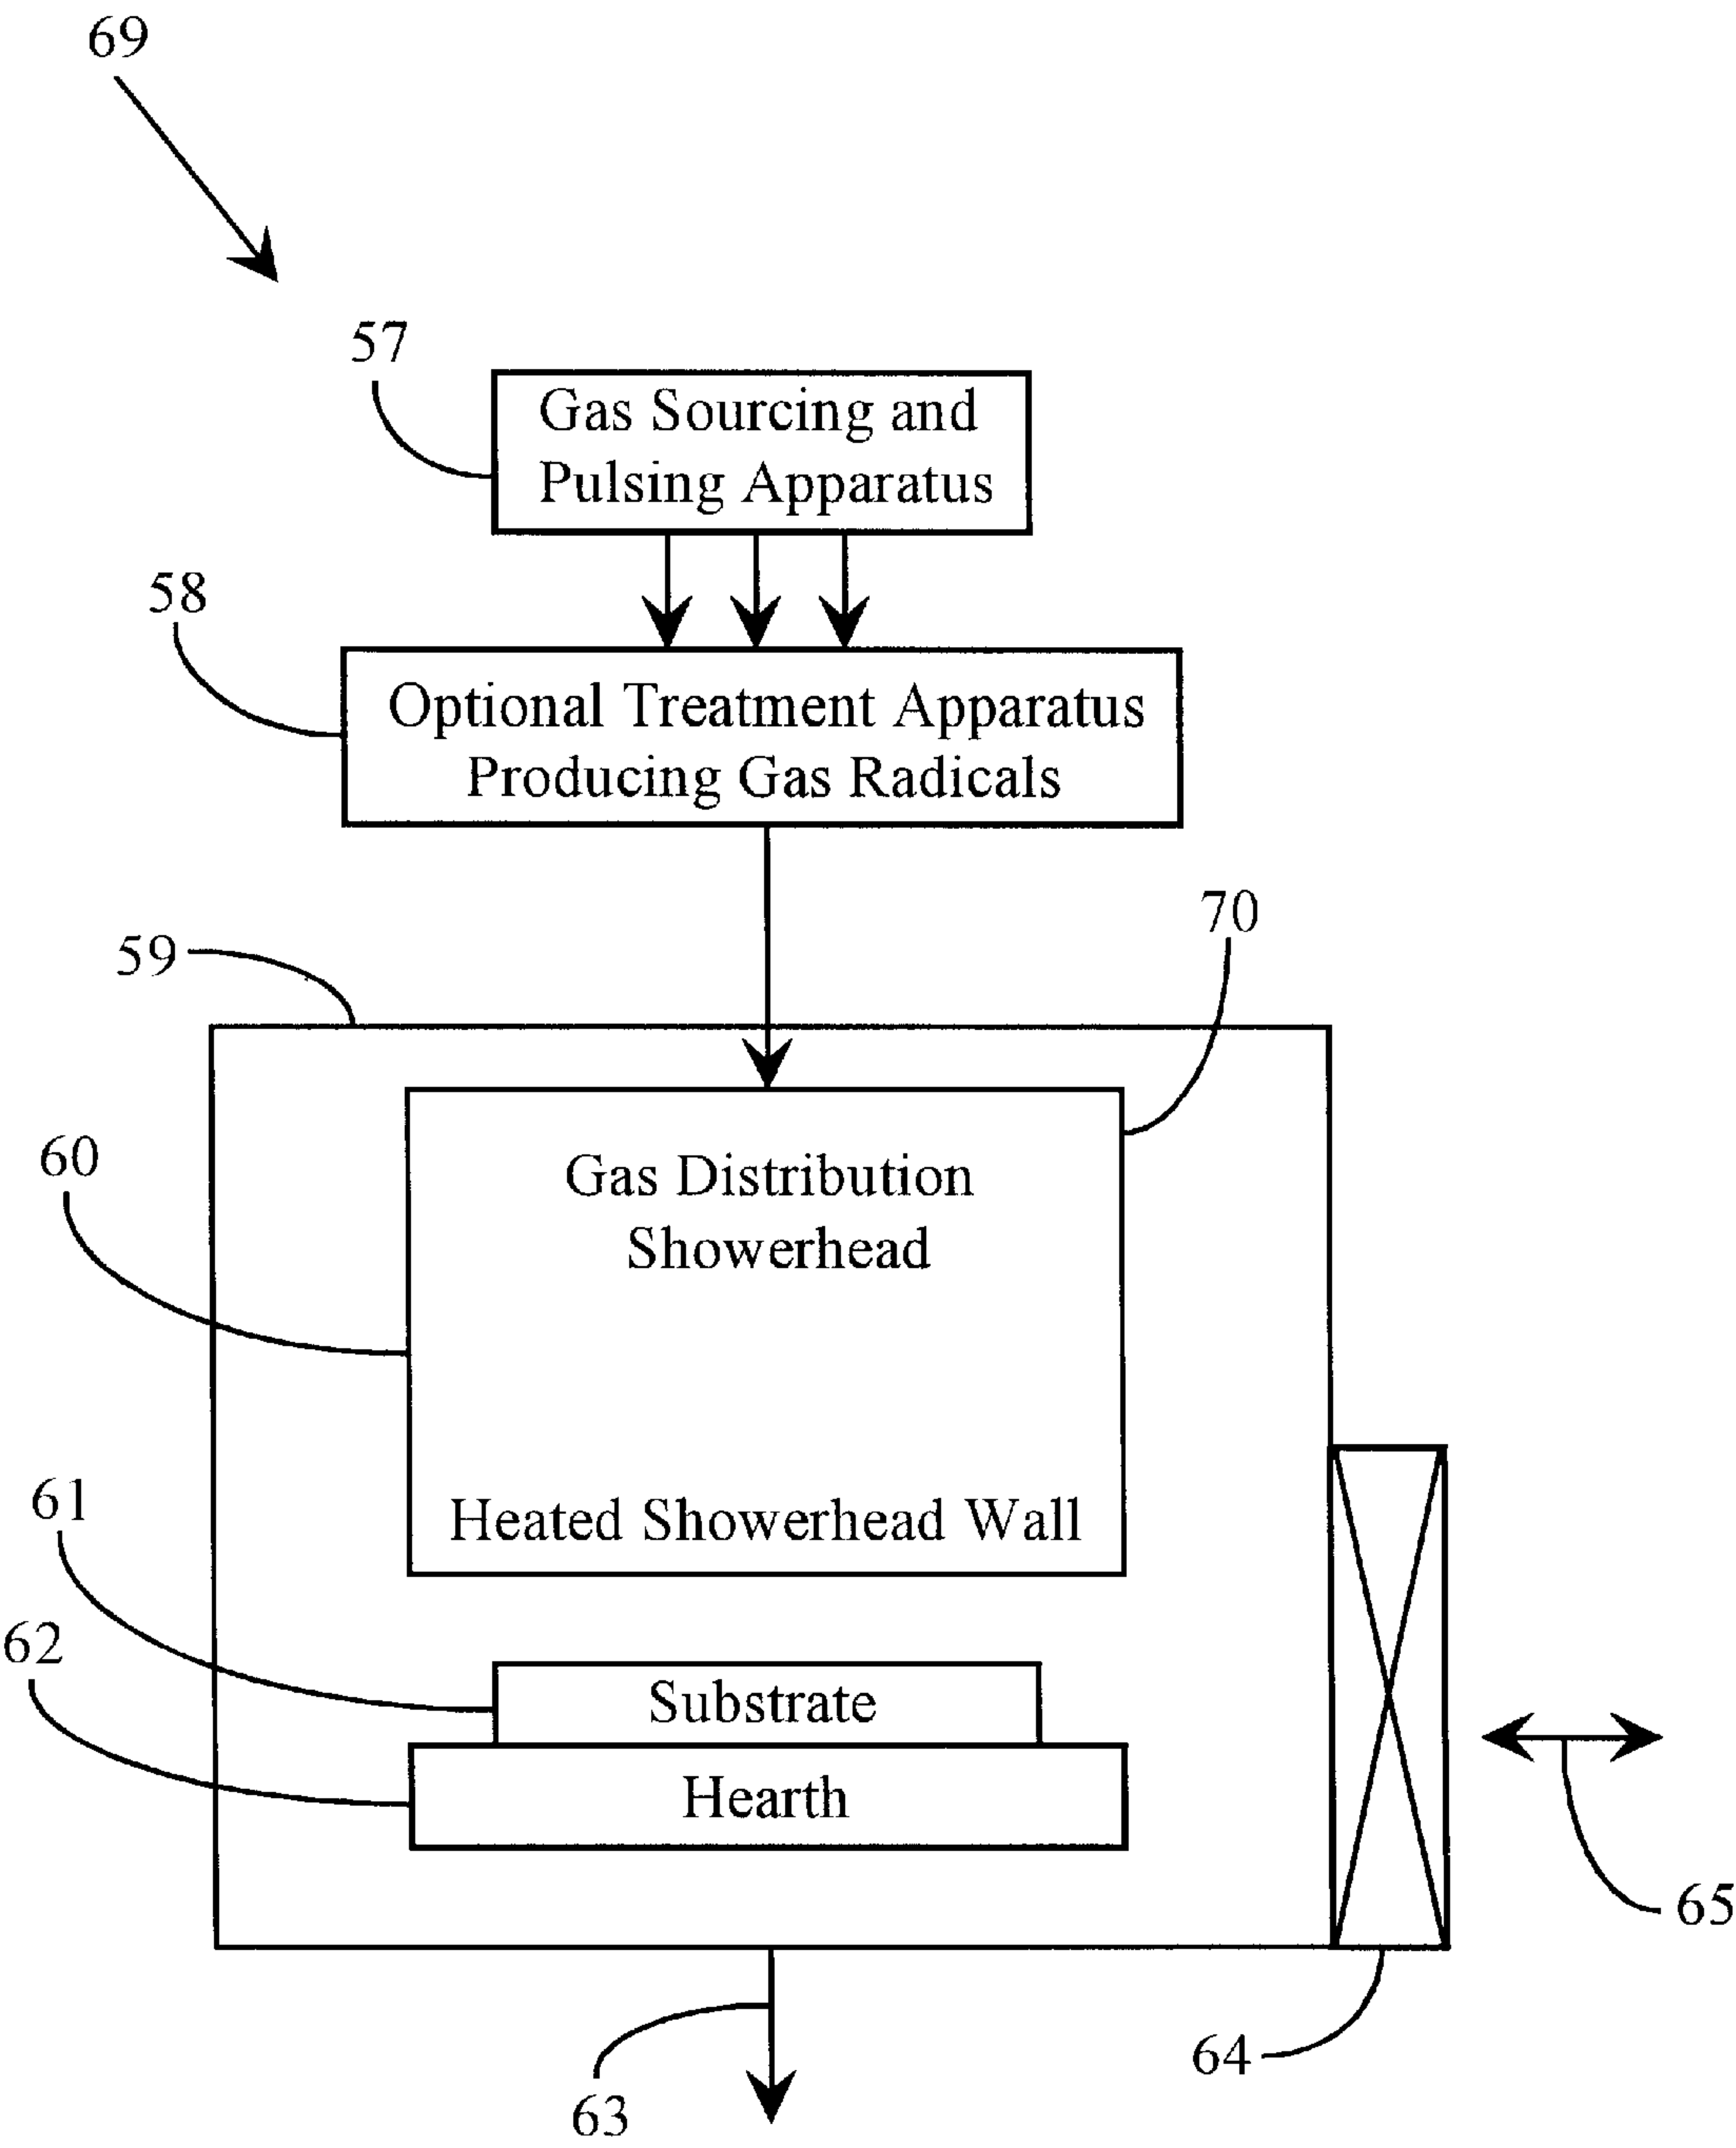 69
57
Gas Sourcing and
Pulsing Apparatus
58
Optional Treatment Apparatus
Producing Gas Radicals
70
59
60
Gas Distribution
Showerhead
61
Heated Showerhead Wall
62
Substrate
Hearth
65
64
63